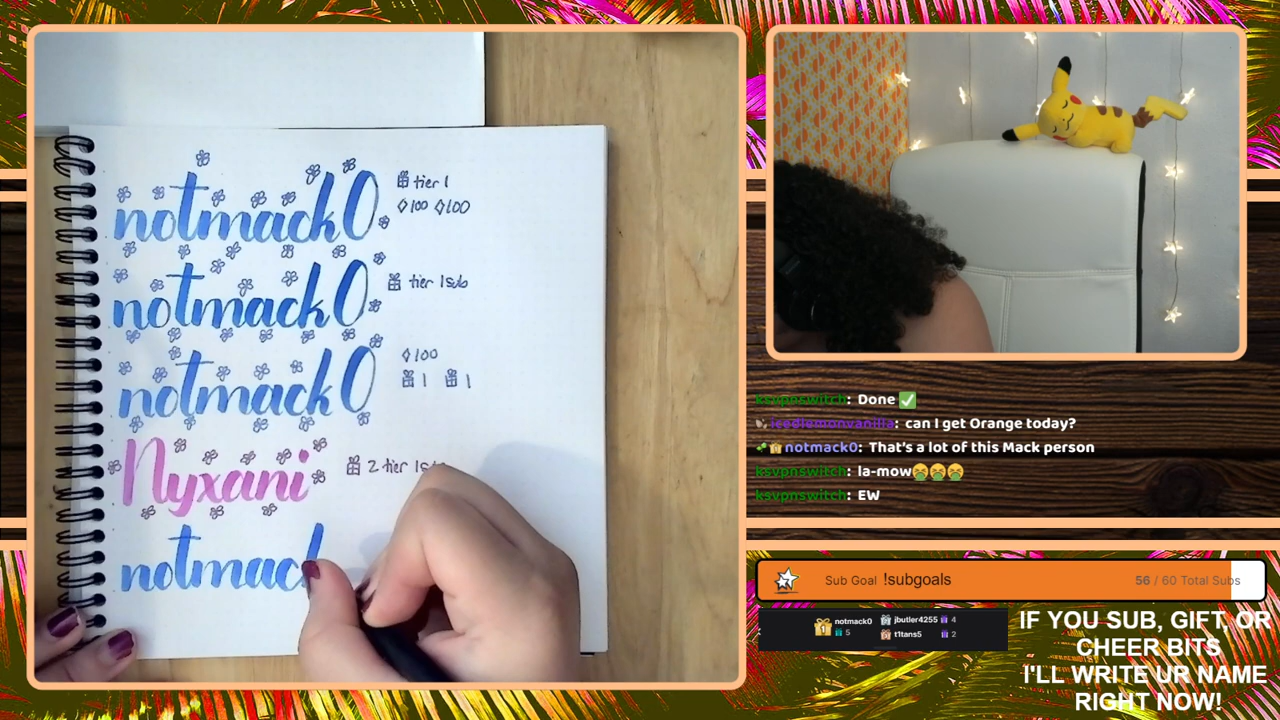 notmack0
tier 1
100 100
notmack0
tier 1 sub
notmack0
100
1 1
Nyxani
2 tier 1
notmack
ksvpnswitch: Done ✅
icedlemonvanilla: can I get Orange today?
notmack0: That's a lot of this Mack person
ksvpnswitch: la-mow🤮🤮🤮
ksvpnswitch: EW
Sub Goal !subgoals 56 / 60 Total Subs
notmack0 5
jbutler4255 4
t1tans5 2
IF YOU SUB, GIFT, OR
CHEER BITS
I'LL WRITE UR NAME
RIGHT NOW!